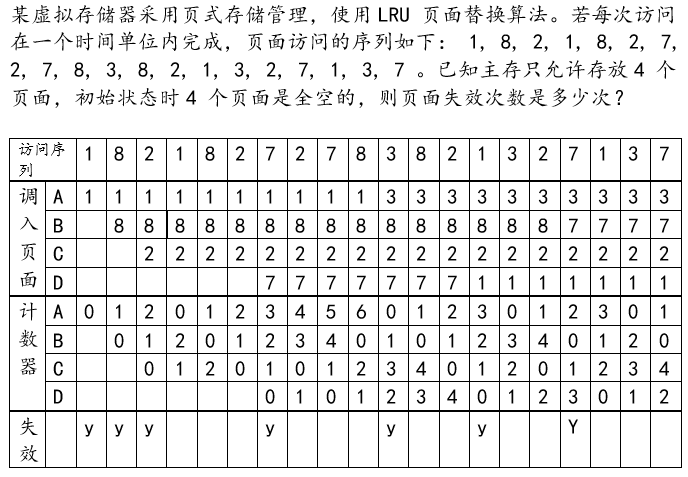 某虚拟存储器采用页式存储管理，使用LRU 页面替换算法。若每次访问
在一个时间单位内完成，页面访问的序列如下： 1, 8, 2, 1, 8, 2, 7,
2, 7, 8, 3, 8, 2, 1, 3, 2, 7, 1, 3, 7 。已知主存只允许存放4 个
页面，初始状态时4 个页面是全空的，则页面失效次数是多少次？
访问序列 1 8 2 1 8 2 7 2 7 8 3 8 2 1 3 2 7 1 3 7
调入页面
A 1 1 1 1 1 1 1 1 1 1 3 3 3 3 3 3 3 3 3 3
B 8 8 8 8 8 8 8 8 8 8 8 8 8 8 8 7 7 7 7
C 2 2 2 2 2 2 2 2 2 2 2 2 2 2 2 2 2 2
D 7 7 7 7 7 7 7 1 1 1 1 1 1 1
计数器
A 0 1 2 0 1 2 3 4 5 6 0 1 2 3 0 1 2 3 0 1
B 0 1 2 0 1 2 3 4 0 1 0 1 2 3 4 0 1 2 0
C 0 1 2 0 1 0 1 2 3 4 0 1 2 0 1 2 3 4
D 0 1 0 1 2 3 4 0 1 2 3 0 1 2
失效 y y y y y y Y